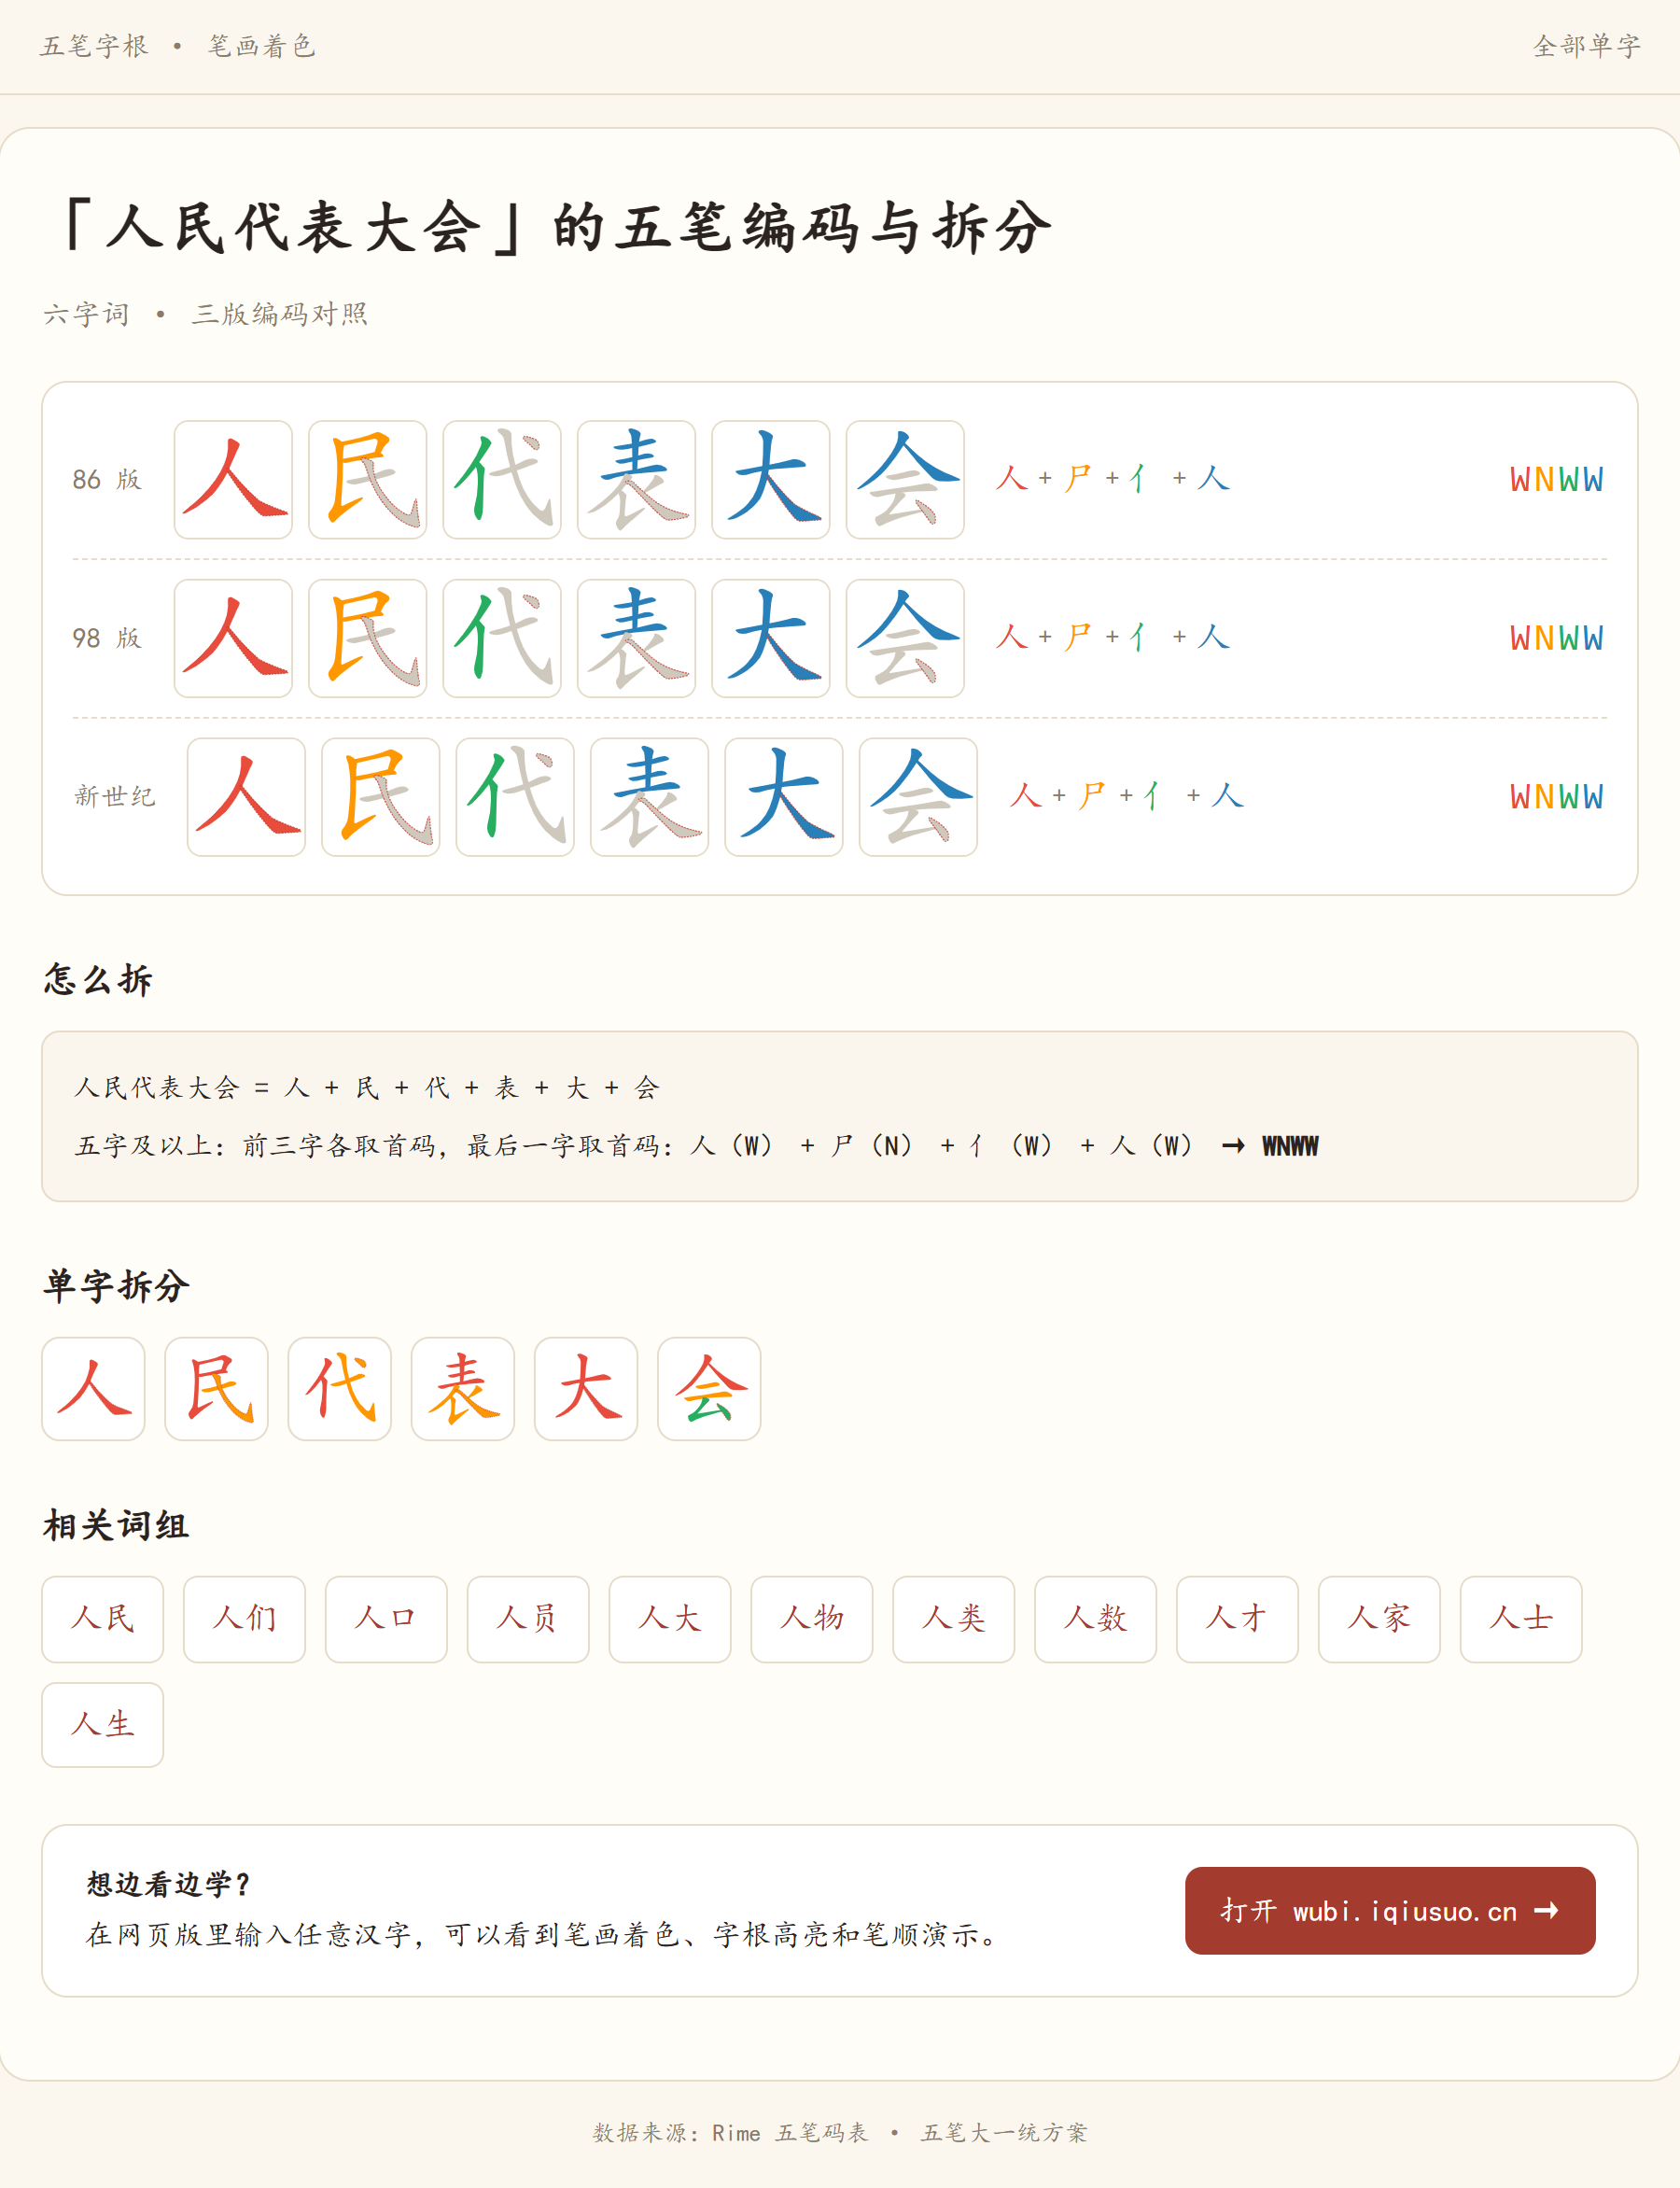 五笔字根 • 笔画着色
全部单字
「人民代表大会」的五笔编码与拆分
六字词 • 三版编码对照
86 版 人 民 代 表 大 会 人 + 尸 + 亻 + 人 WNWW
98 版 人 民 代 表 大 会 人 + 尸 + 亻 + 人 WNWW
新世纪 人 民 代 表 大 会 人 + 尸 + 亻 + 人 WNWW
怎么拆
人民代表大会 = 人 + 民 + 代 + 表 + 大 + 会
五字及以上：前三字各取首码，最后一字取首码：人（W） + 尸（N） + 亻（W） + 人（W） → WNWW
单字拆分
人 民 代 表 大 会
相关词组
人民 人们 人口 人员 人大 人物 人类 人数 人才 人家 人士
人生
想边看边学？
在网页版里输入任意汉字，可以看到笔画着色、字根高亮和笔顺演示。
打开 wubi.iqiusuo.cn →
数据来源：Rime 五笔码表 • 五笔大一统方案